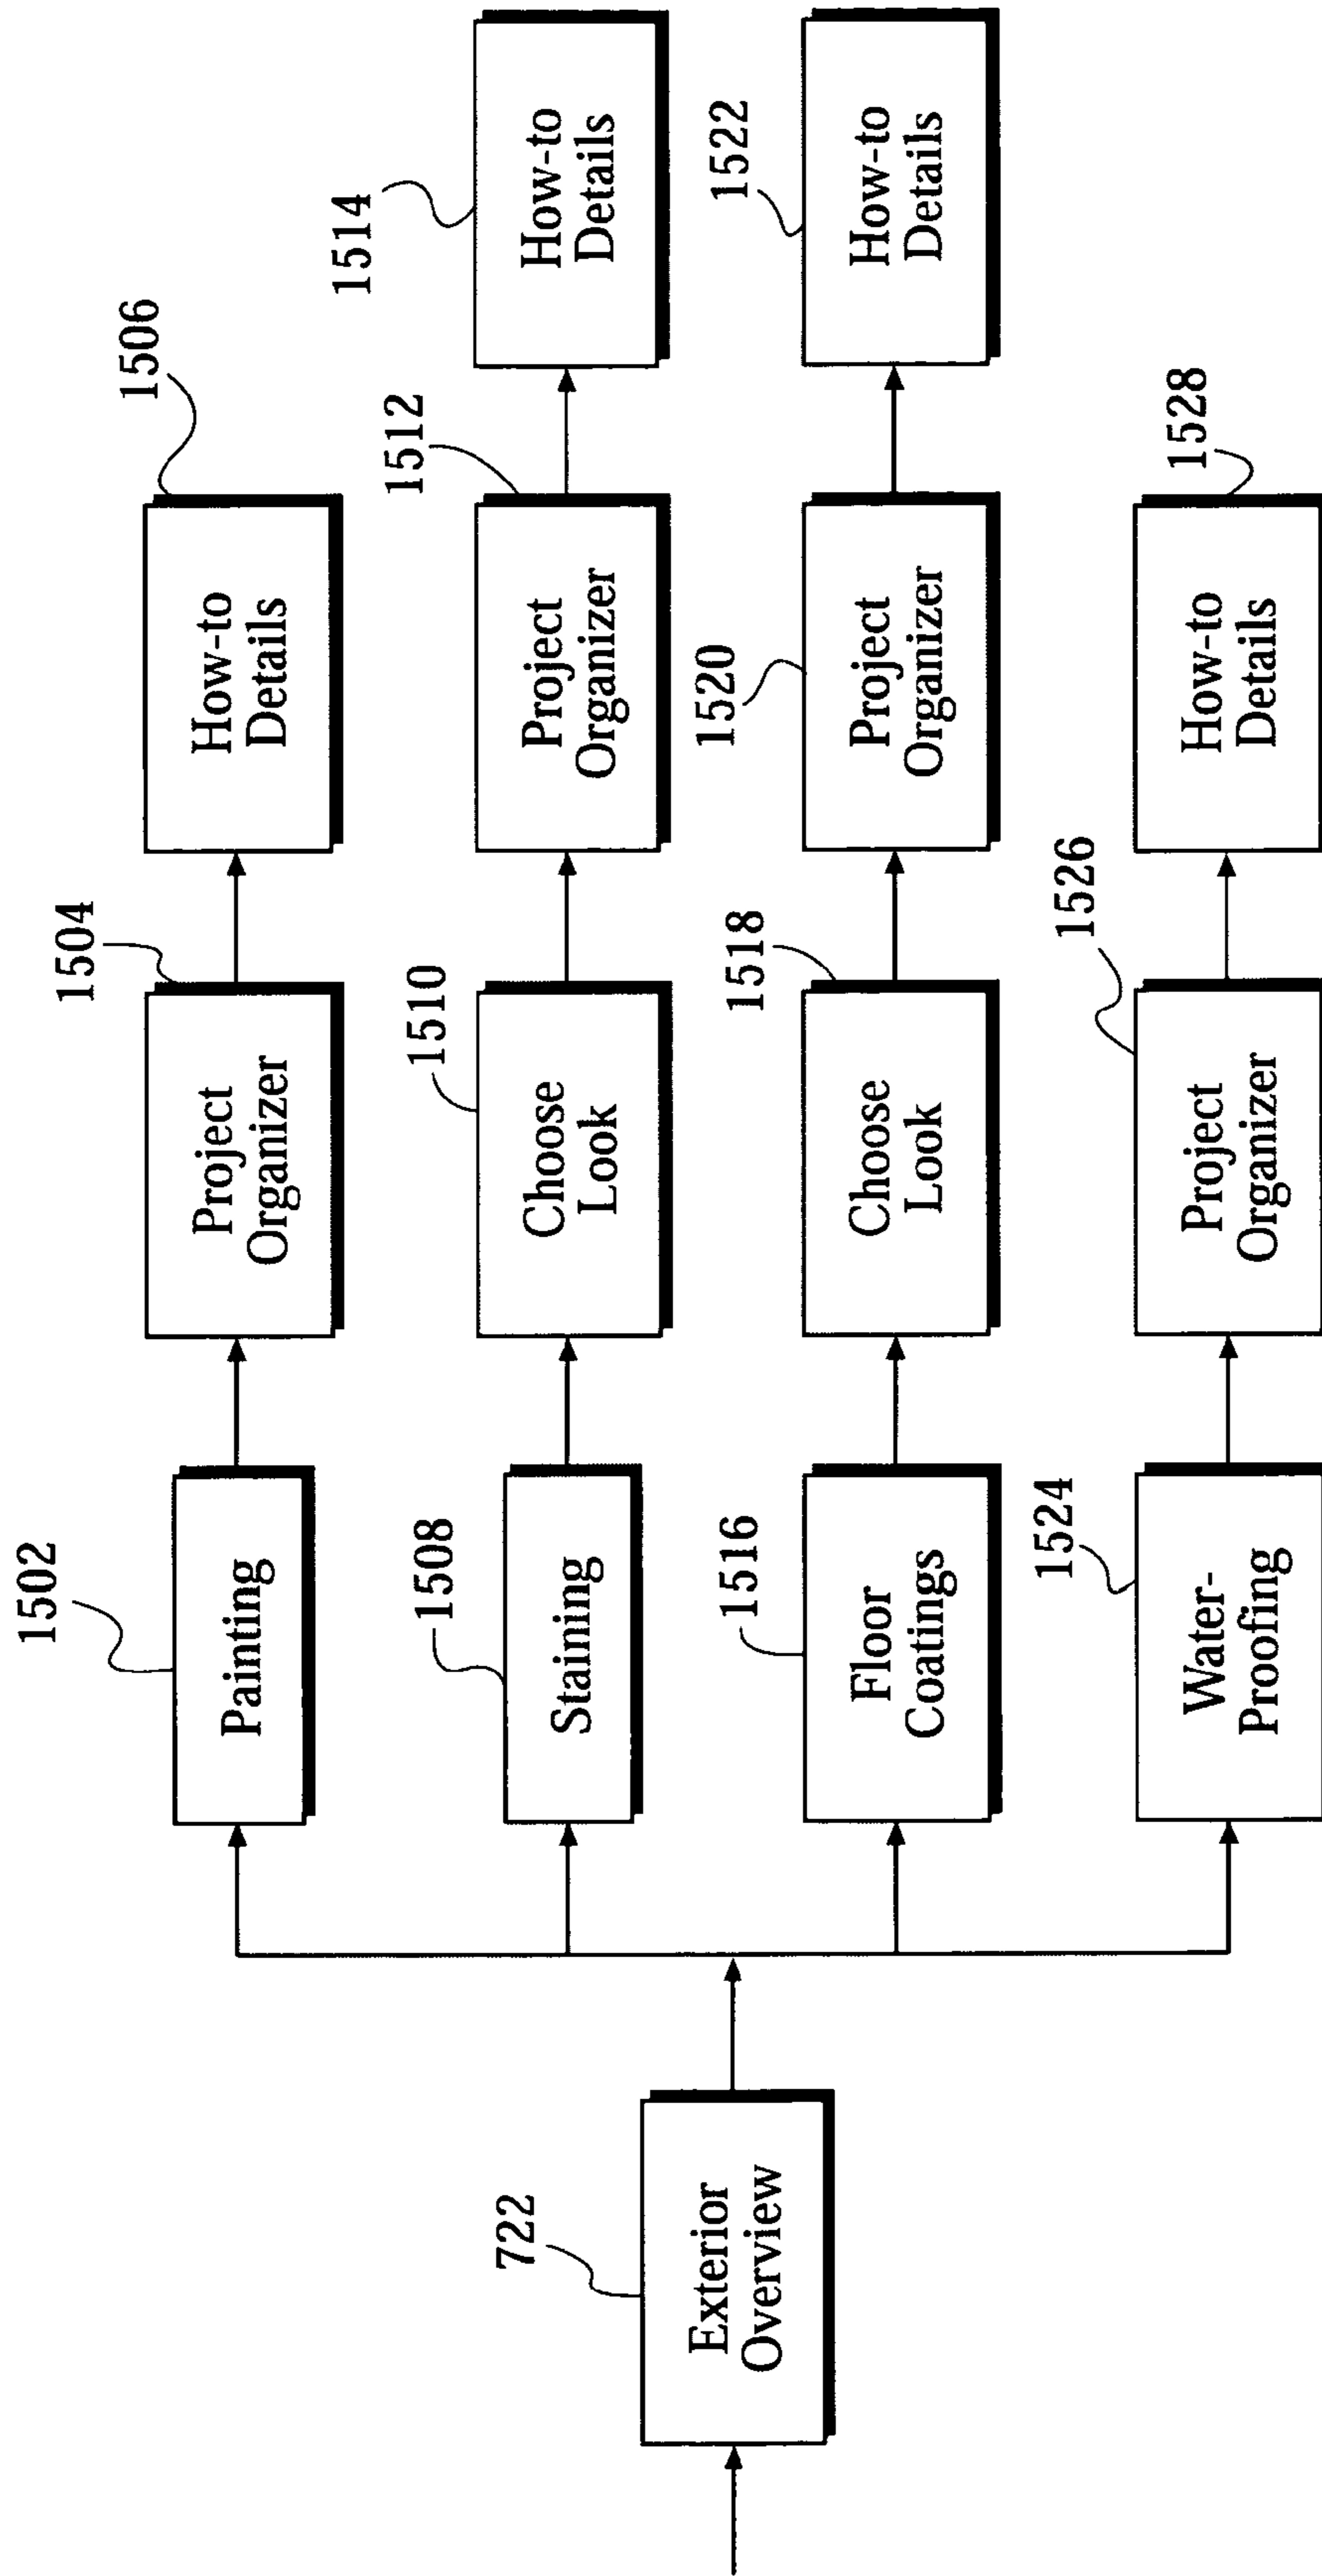 722
Exterior
Overview
1502
Painting
1504
Project
Organizer
1506
How-to
Details
1508
Staining
1510
Choose
Look
1512
Project
Organizer
1514
How-to
Details
1516
Floor
Coatings
1518
Choose
Look
1520
Project
Organizer
1522
How-to
Details
1524
Water-
Proofing
1526
Project
Organizer
1528
How-to
Details